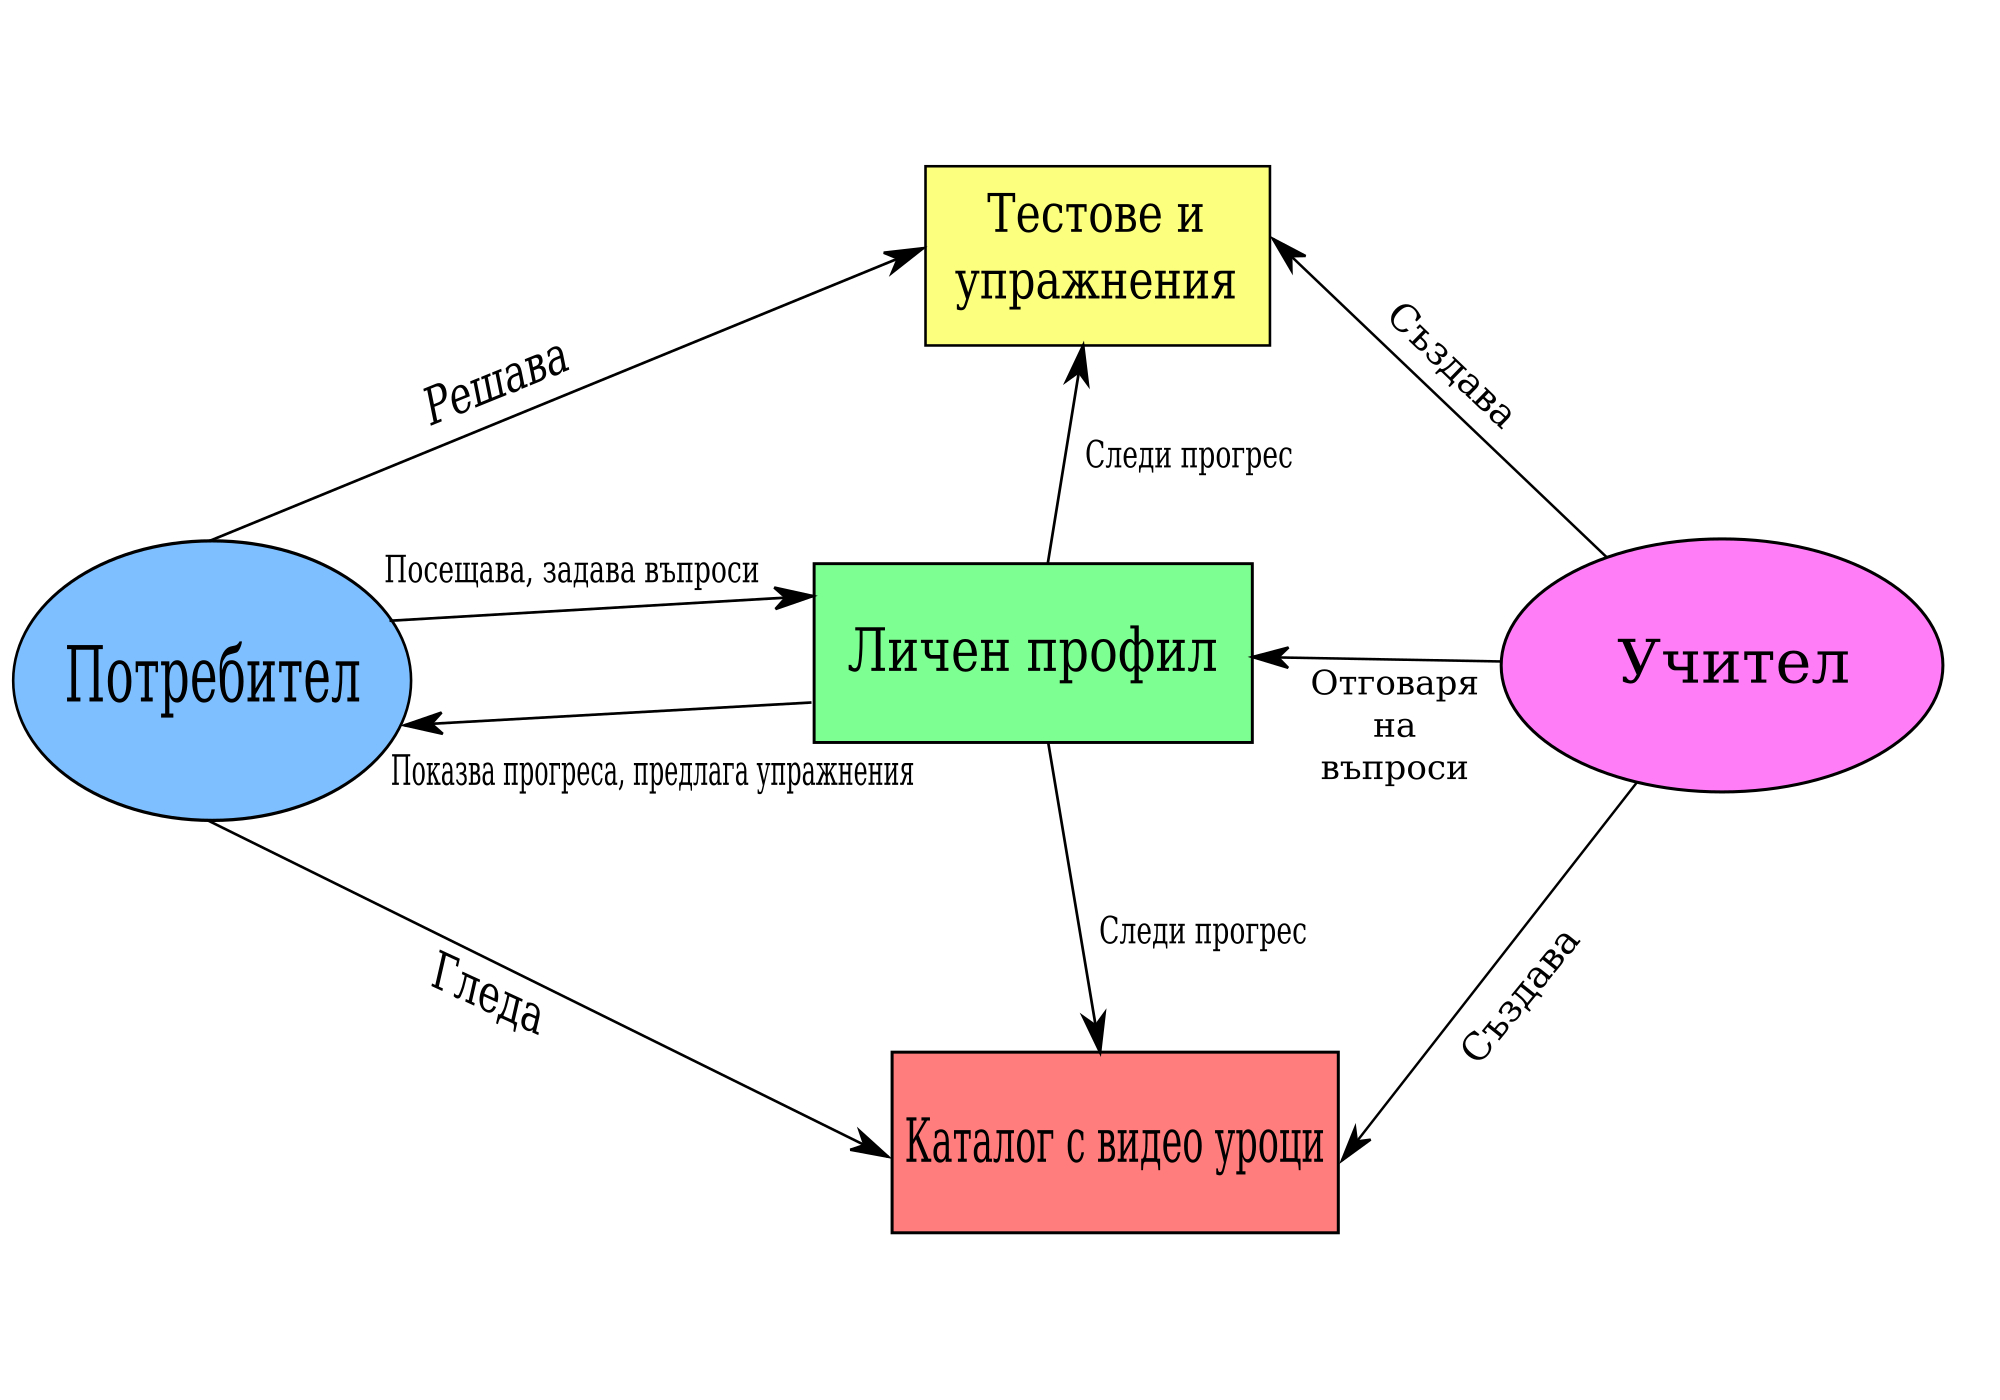 Тестове и
упражнения
Решава
Създава
Следи прогрес
Посещава, задава въпроси
Потребител
Личен профил
Учител
Отговаря
на
въпроси
Показва прогреса, предлага упражнения
Следи прогрес
Гледа
Създава
Каталог с видео уроци